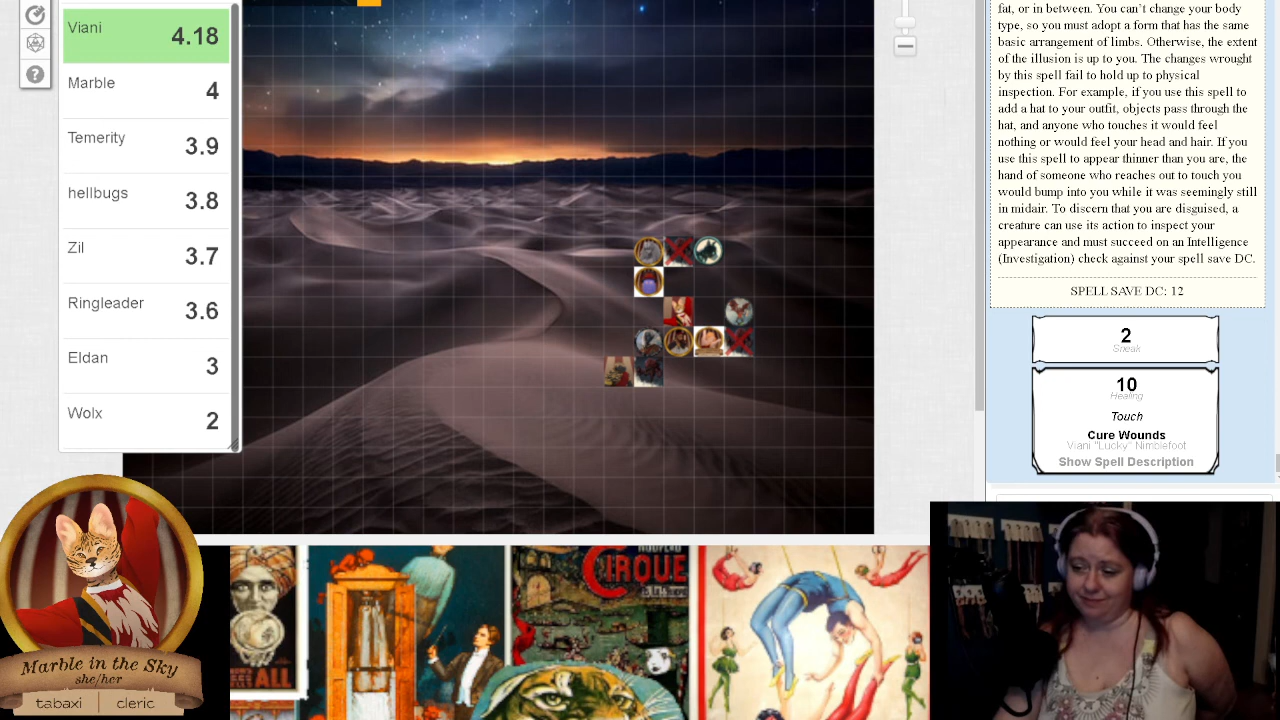 Viani
4.18
Marble
4
Temerity
3.9
hellbugs
3.8
Zil
3.7
Ringleader
3.6
Eldan
3
Wolx
2
fat, or in between. You can't change your body
type, so you must adopt a form that has the same
basic arrangement of limbs. Otherwise, the extent
of the illusion is up to you. The changes wrought
by this spell fail to hold up to physical
inspection. For example, if you use this spell to
add a hat to your outfit, objects pass through the
hat, and anyone who touches it would feel
nothing or would feel your head and hair. If you
use this spell to appear thinner than you are, the
hand of someone who reaches out to touch you
would bump into you while it was seemingly still
in midair. To discern that you are disguised, a
creature can use its action to inspect your
appearance and must succeed on an Intelligence
(Investigation) check against your spell save DC.
SPELL SAVE DC: 12
2
Sneak
10
Healing
Touch
Cure Wounds
Viani "Lucky" Nimblefoot
Show Spell Description
Marble in the Sky
she/her
tabaxi | cleric
ALL
CIRQUE